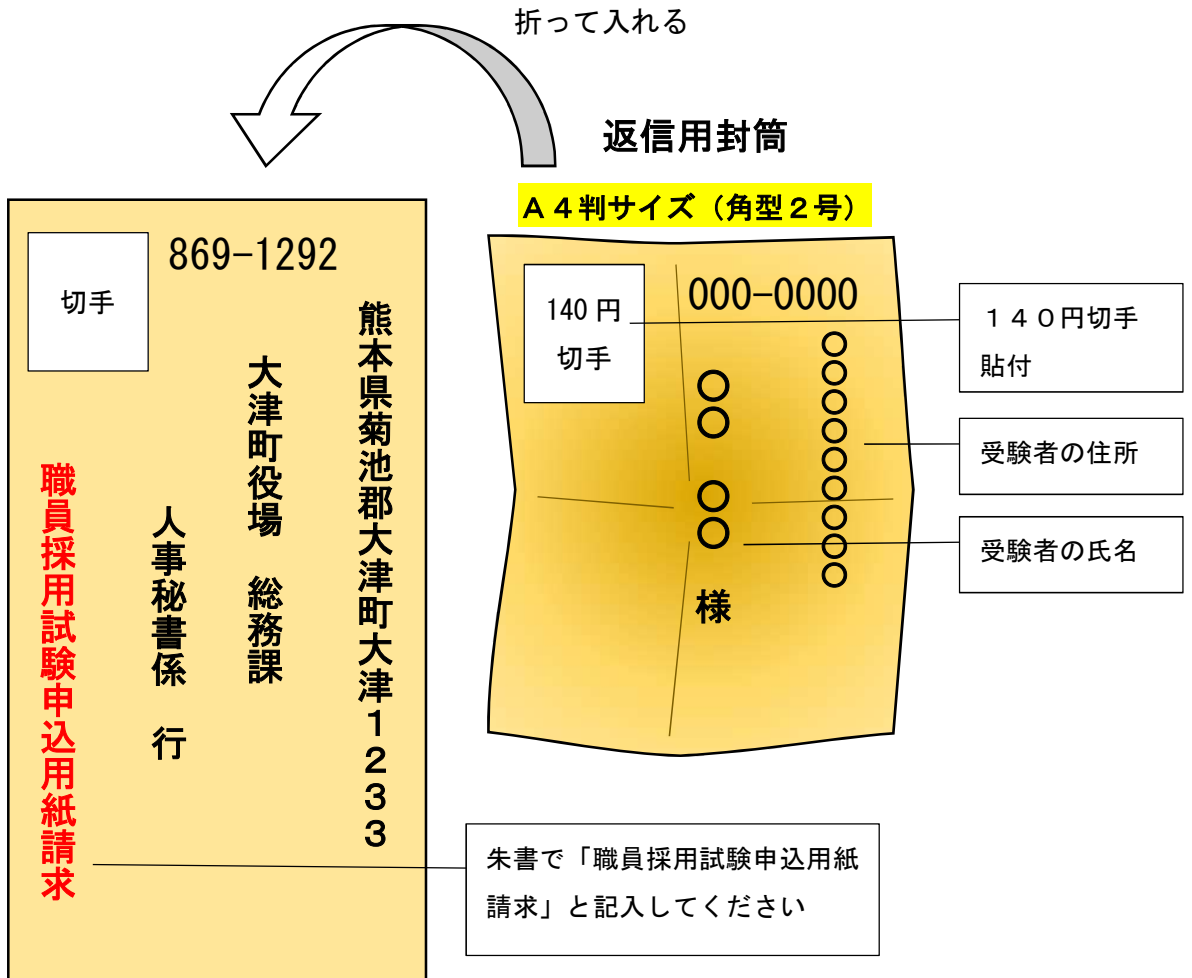 折って入れる
返信用封筒
Ａ４判サイズ（角型２号）
切手
869-1292
熊本県菊池郡大津町大津１２３３
大津町役場　総務課
人事秘書係　行
職員採用試験申込用紙請求
140 円
切手
000-0000
○○○○○○○○○
○○　○○　様
１４０円切手
貼付
受験者の住所
受験者の氏名
朱書で「職員採用試験申込用紙
請求」と記入してください